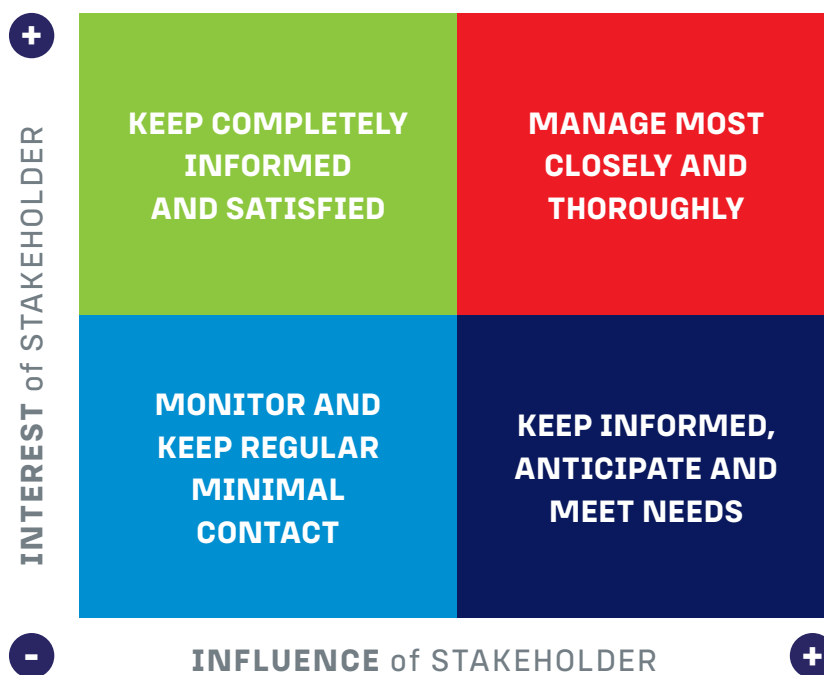 +
KEEP COMPLETELY
INFORMED
AND SATISFIED
MANAGE MOST
CLOSELY AND
THOROUGHLY
INTEREST of STAKEHOLDER
MONITOR AND
KEEP REGULAR
MINIMAL
CONTACT
KEEP INFORMED,
ANTICIPATE AND
MEET NEEDS
-
INFLUENCE of STAKEHOLDER
+